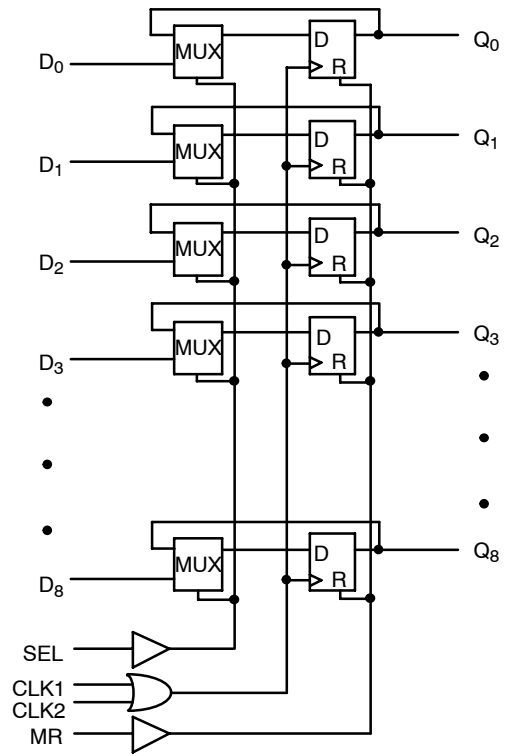 MUX D Q0
D0 R
MUX D Q1
D1 R
MUX D Q2
D2 R
MUX D Q3
D3 R
MUX D Q8
D8 R
SEL
CLK1
CLK2
MR